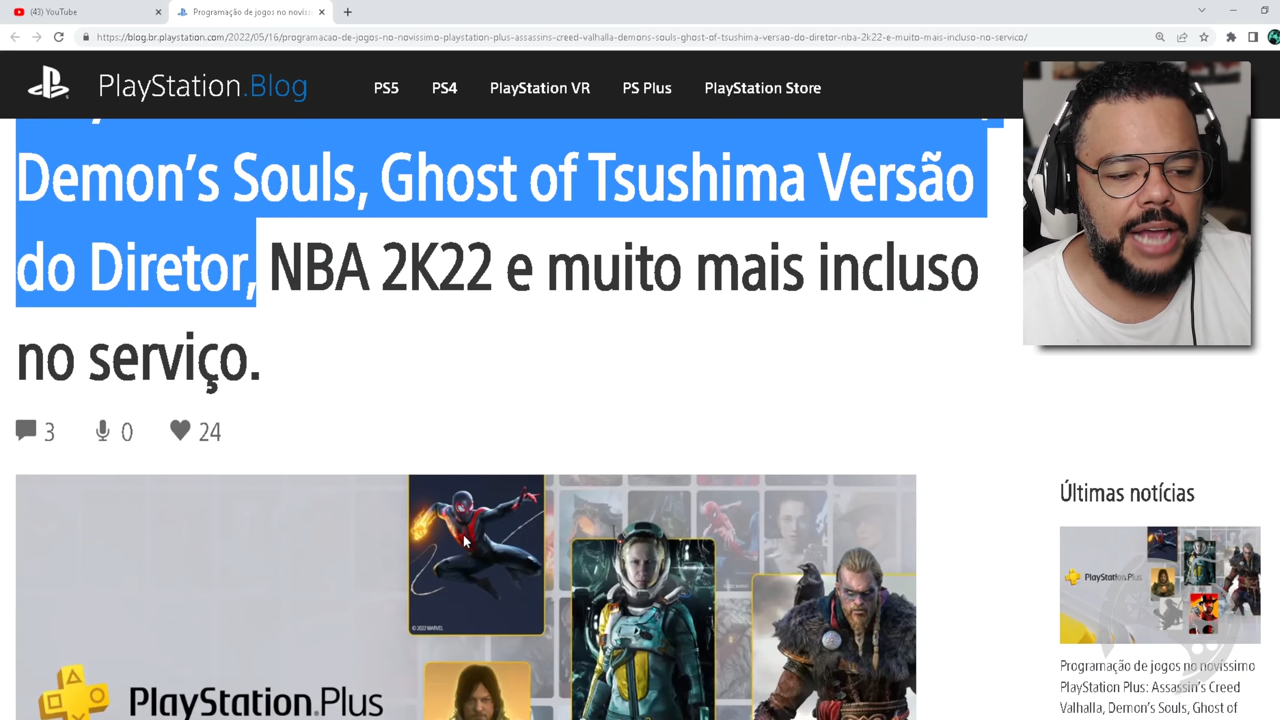 (43) YouTube
Programação de jogos no novíss
https://blog.br.playstation.com/2022/05/16/programacao-de-jogos-no-novissimo-playstation-plus-assassins-creed-valhalla-demons-souls-ghost-of-tsushima-versao-do-diretor-nba-2k22-e-muito-mais-incluso-no-servico/
PlayStation.Blog
PS5
PS4
PlayStation VR
PS Plus
PlayStation Store
Demon's Souls, Ghost of Tsushima Versão
do Diretor, NBA 2K22 e muito mais incluso
no serviço.
3
0
24
© 2022 MARVEL
PlayStation.Plus
Últimas notícias
PlayStation.Plus
Programação de jogos no novíssimo
PlayStation Plus: Assassin's Creed
Valhalla, Demon's Souls, Ghost of